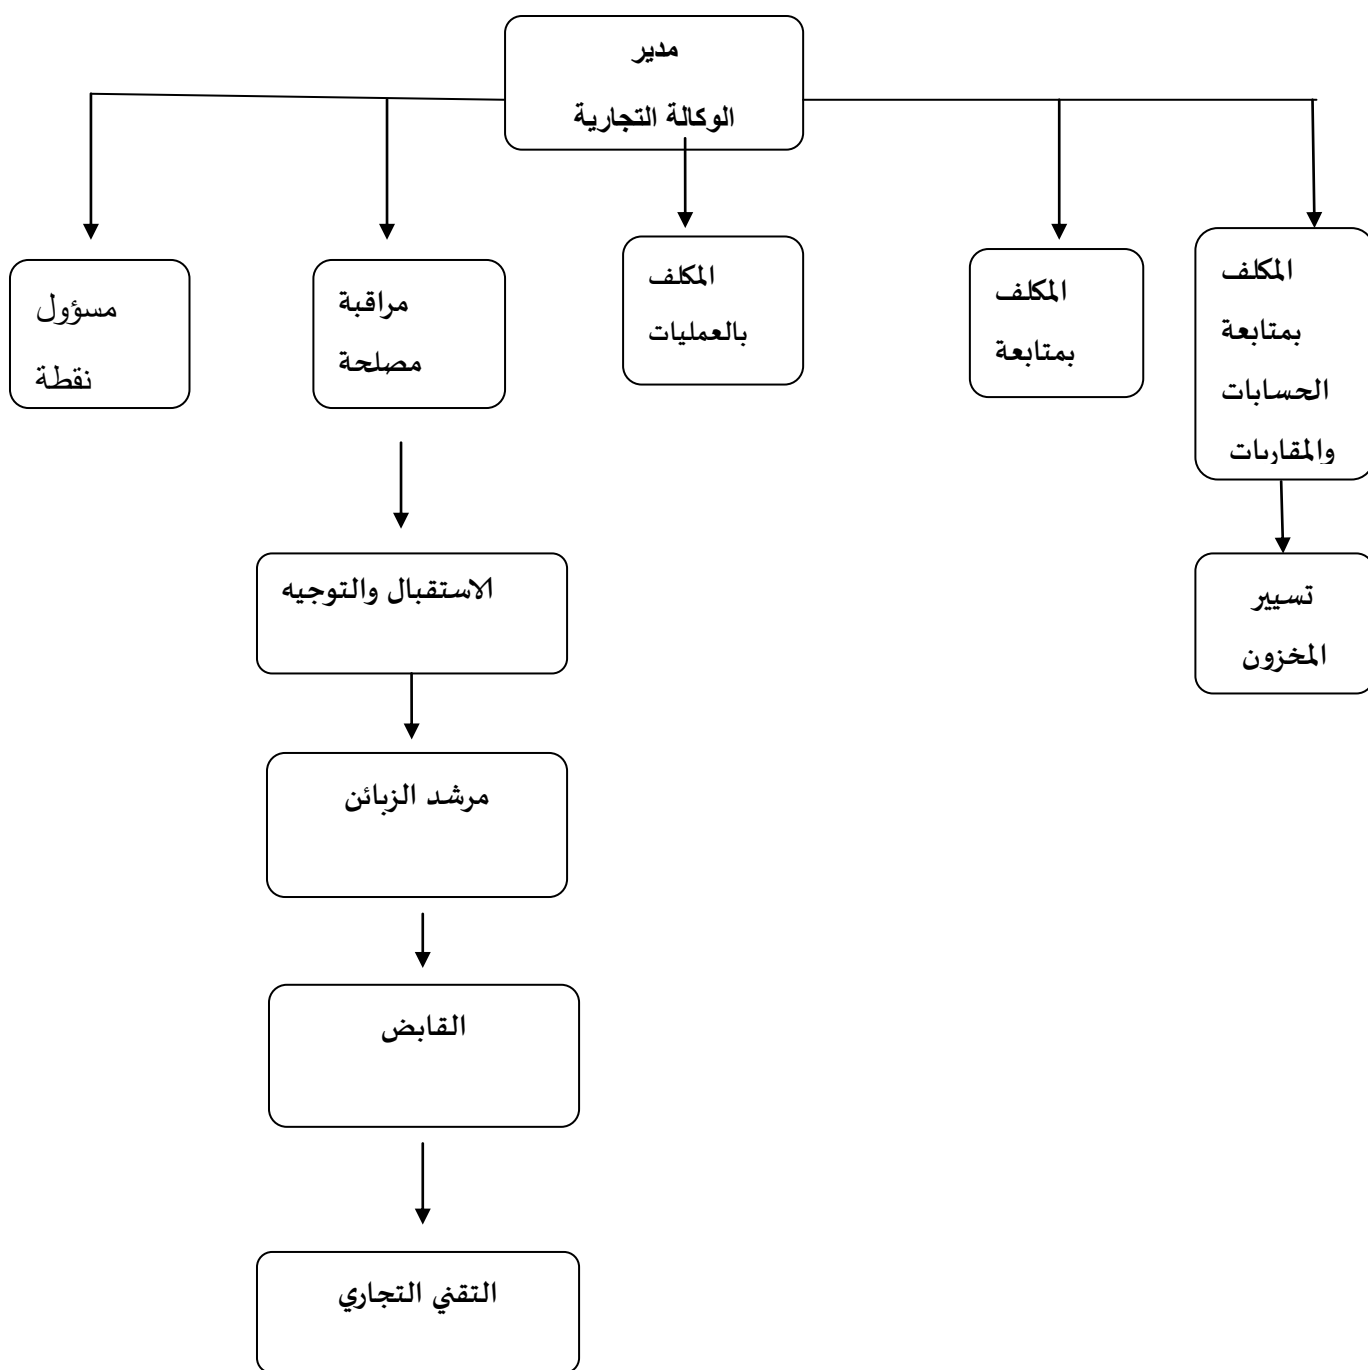 مدير
الوكالة التجارية
المكلف
بمتابعة
الحسابات
والمقاربات
المكلف
بمتابعة
المكلف
بالعمليات
مراقبة
مصلحة
مسؤول
نقطة
تسيير
المخزون
الاستقبال والتوجيه
مرشد الزبائن
القابض
التقني التجاري